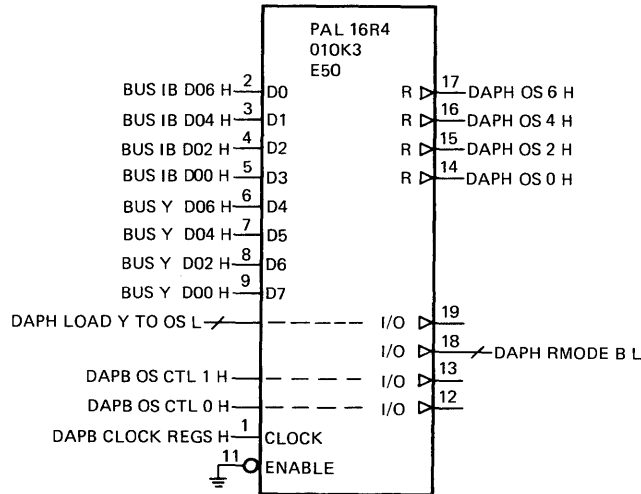 PAL 16R4
010K3
E50
BUS IB D06 H 2 D0 R 17 DAPH OS 6 H
BUS IB D04 H 3 D1 R 16 DAPH OS 4 H
BUS IB D02 H 4 D2 R 15 DAPH OS 2 H
BUS IB D00 H 5 D3 R 14 DAPH OS 0 H
BUS Y D06 H 6 D4
BUS Y D04 H 7 D5
BUS Y D02 H 8 D6
BUS Y D00 H 9 D7
DAPH LOAD Y TO OS L I/O 19
I/O 18 DAPH RMODE B L
DAPB OS CTL 1 H I/O 13
DAPB OS CTL 0 H I/O 12
DAPB CLOCK REGS H 1 CLOCK
11 ENABLE